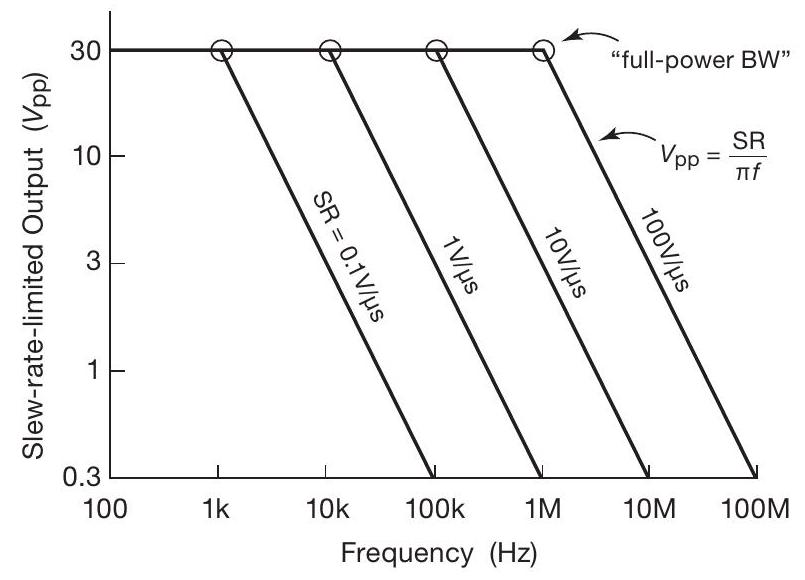 Slew-rate-limited Output (Vpp)
30
10
3
1
0.3
"full-power BW"
Vpp = SR
πf
SR = 0.1V/µs
1V/µs
10V/µs
100V/µs
100
1k
10k
100k
1M
10M
100M
Frequency (Hz)